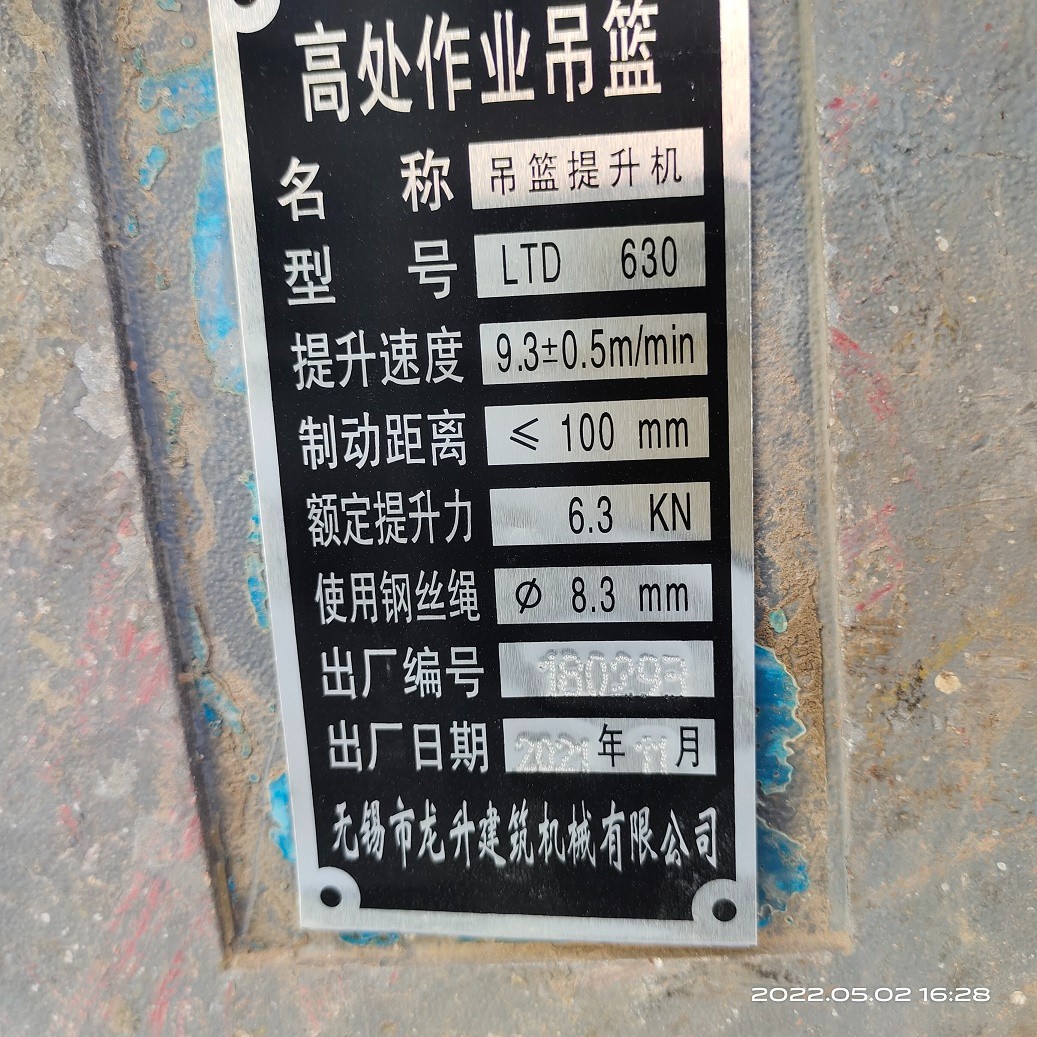 高处作业吊篮
名 称 吊篮提升机
型 号 LTD 630
提升速度 9.3±0.5m/min
制动距离 ≤ 100 mm
额定提升力 6.3 KN
使用钢丝绳 Ø 8.3 mm
出厂编号
出厂日期 2021年11月
无锡市龙升建筑机械有限公司
2022.05.02 16:28